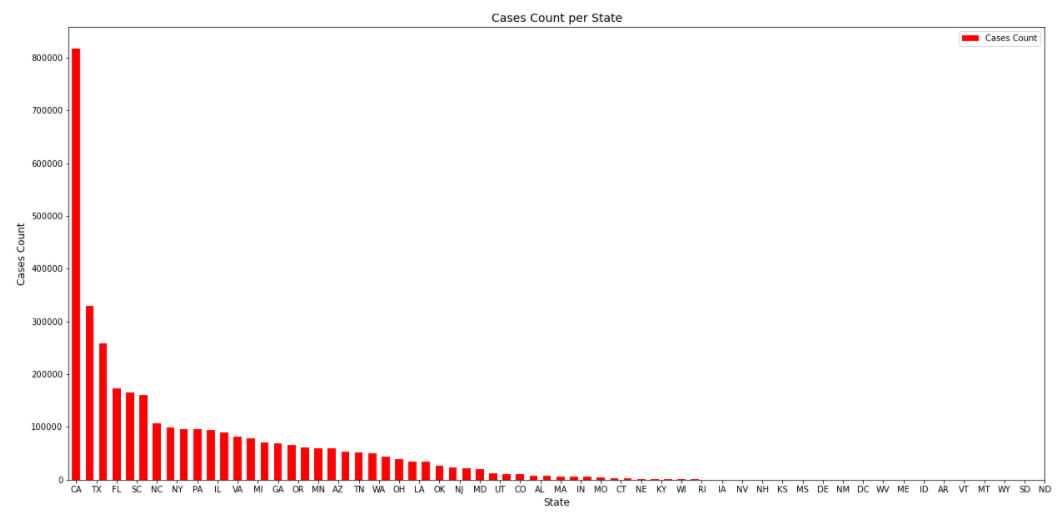 Cases Count per State
Cases Count
800000
700000
600000
500000
400000
300000
200000
100000
0
Cases Count
CA TX FL SC NC NY PA IL VA MI GA OR MN AZ TN WA OH LA OK NJ MD UT CO AL MA IN MO CT NE KY WI RI IA NV NH KS MS DE NM DC WV ME ID AR VT MT WY SD ND
State